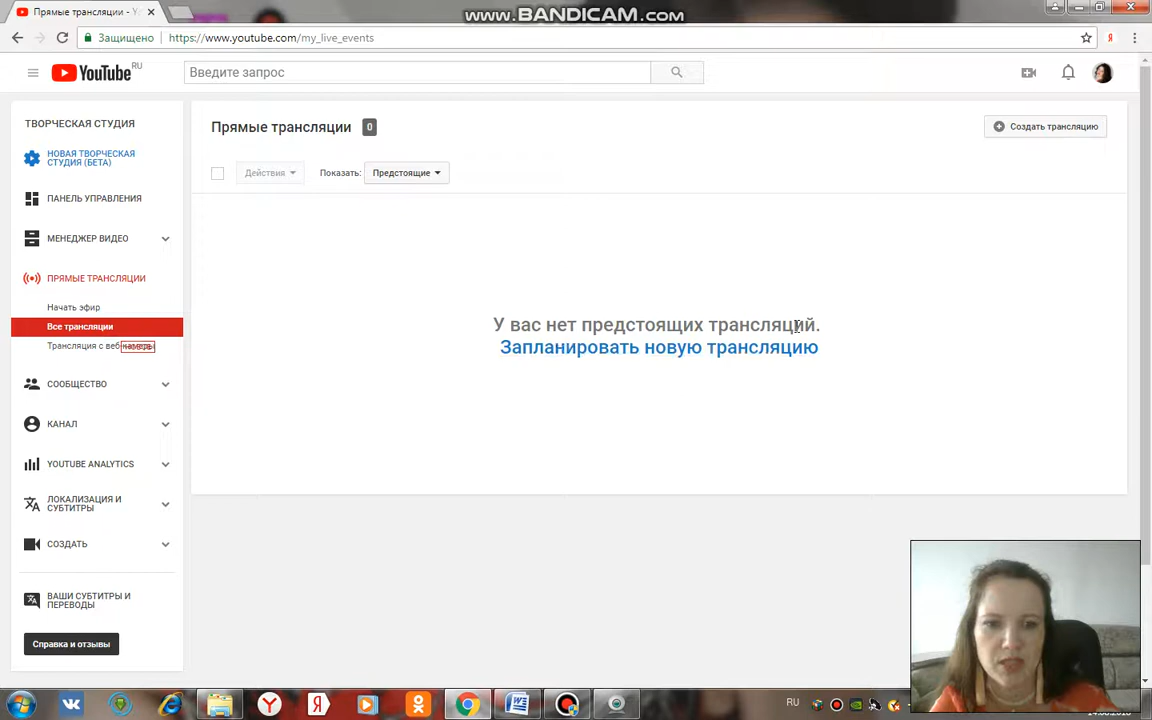 www.BANDICAM.com
Прямые трансляции - Yo
Защищено
https://www.youtube.com/my_live_events
YouTube RU
Введите запрос
ТВОРЧЕСКАЯ СТУДИЯ
НОВАЯ ТВОРЧЕСКАЯ
СТУДИЯ (БЕТА)
ПАНЕЛЬ УПРАВЛЕНИЯ
МЕНЕДЖЕР ВИДЕО
ПРЯМЫЕ ТРАНСЛЯЦИИ
Начать эфир
Все трансляции
Трансляция с веб-камеры
СООБЩЕСТВО
КАНАЛ
YOUTUBE ANALYTICS
ЛОКАЛИЗАЦИЯ И
СУБТИТРЫ
СОЗДАТЬ
ВАШИ СУБТИТРЫ И
ПЕРЕВОДЫ
Справка и отзывы
Прямые трансляции 0
Создать трансляцию
Действия
Показать:
Предстоящие
У вас нет предстоящих трансляций.
Запланировать новую трансляцию
RU